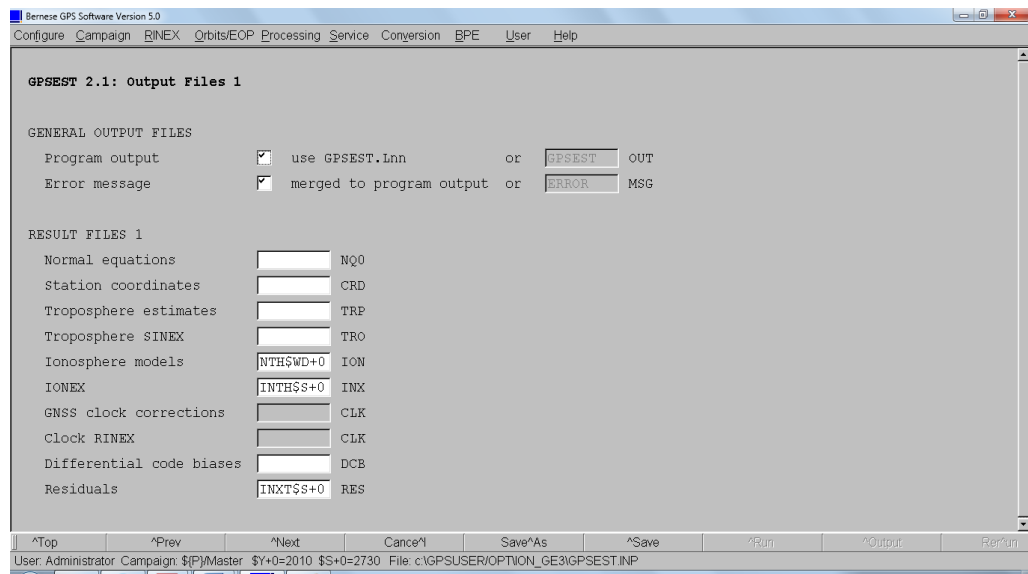 Bernese GPS Software Version 5.0
Configure Campaign RINEX Orbits/EOP Processing Service Conversion BPE User Help
GPSEST 2.1: Output Files 1
GENERAL OUTPUT FILES
Program output use GPSEST.Lnn or GPSEST OUT
Error message merged to program output or ERROR MSG
RESULT FILES 1
Normal equations NQ0
Station coordinates CRD
Troposphere estimates TRP
Troposphere SINEX TRO
Ionosphere models NTH$WD+0 ION
IONEX INTH$S+0 INX
GNSS clock corrections CLK
Clock RINEX CLK
Differential code biases DCB
Residuals INXT$S+0 RES
^Top ^Prev ^Next Cance^l Save^As ^Save ^Run ^Output Rer^un
User: Administrator Campaign: ${P}/Master $Y+0=2010 $S+0=2730 File: c:\GPSUSER/OPT\ION_GE3\GPSEST.INP